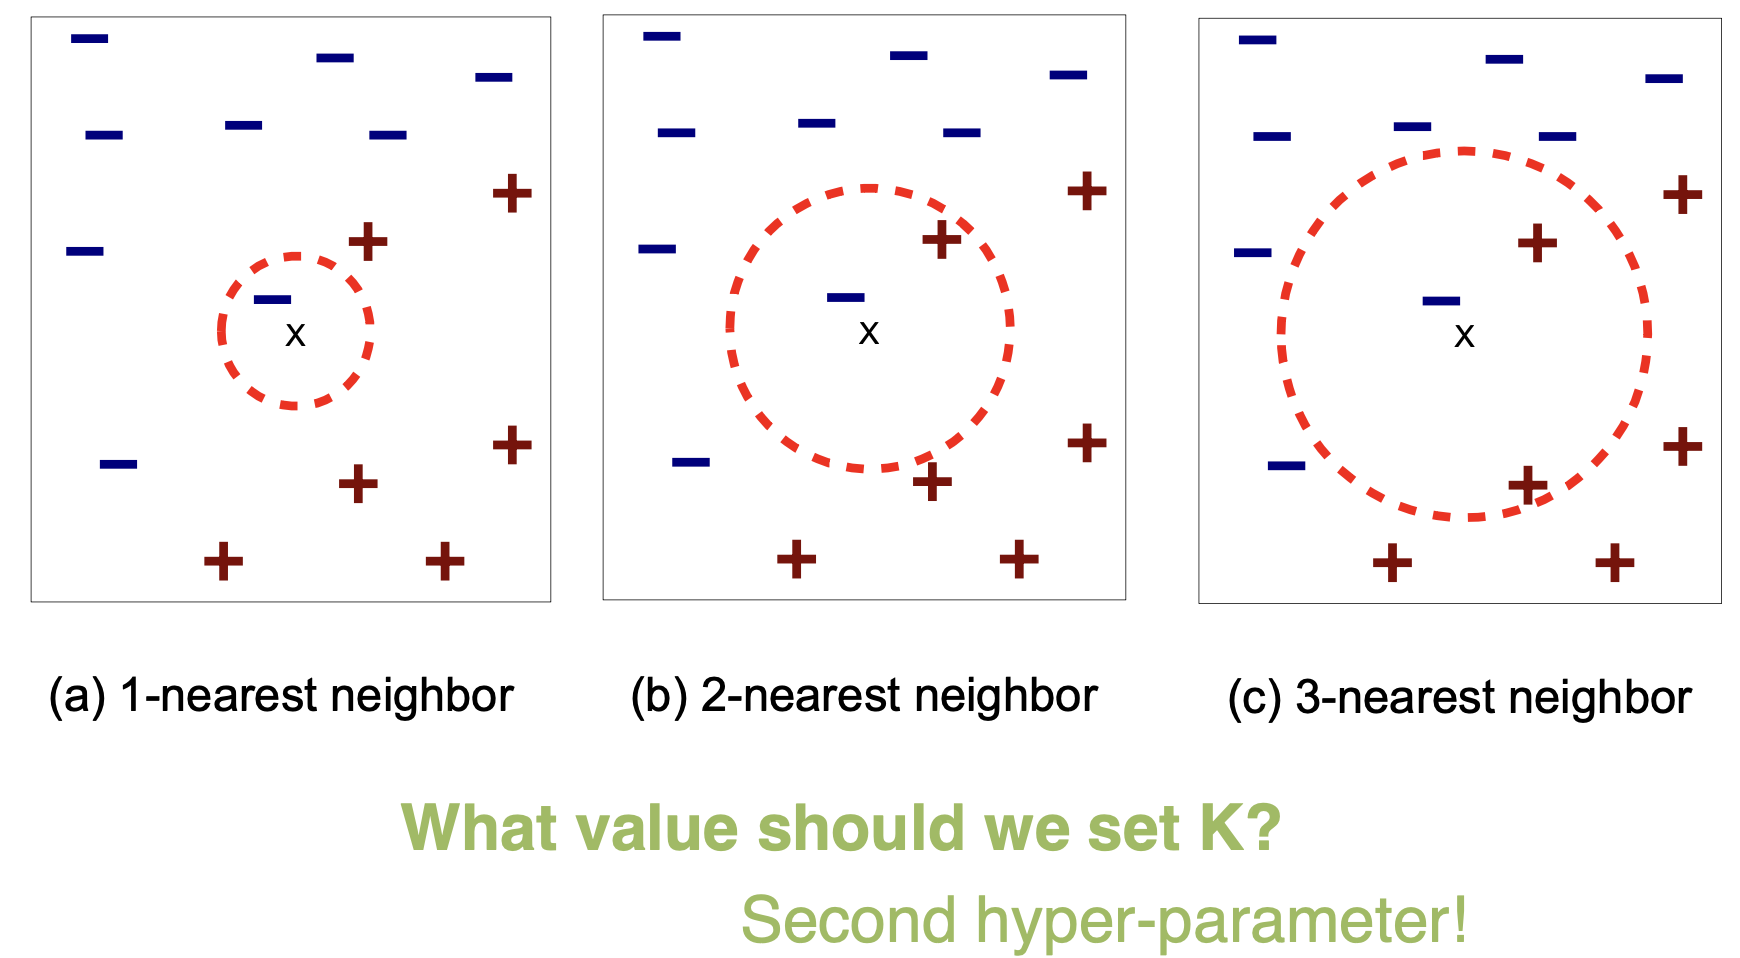 x
x
x
(a) 1-nearest neighbor
(b) 2-nearest neighbor
(c) 3-nearest neighbor
What value should we set K?
Second hyper-parameter!